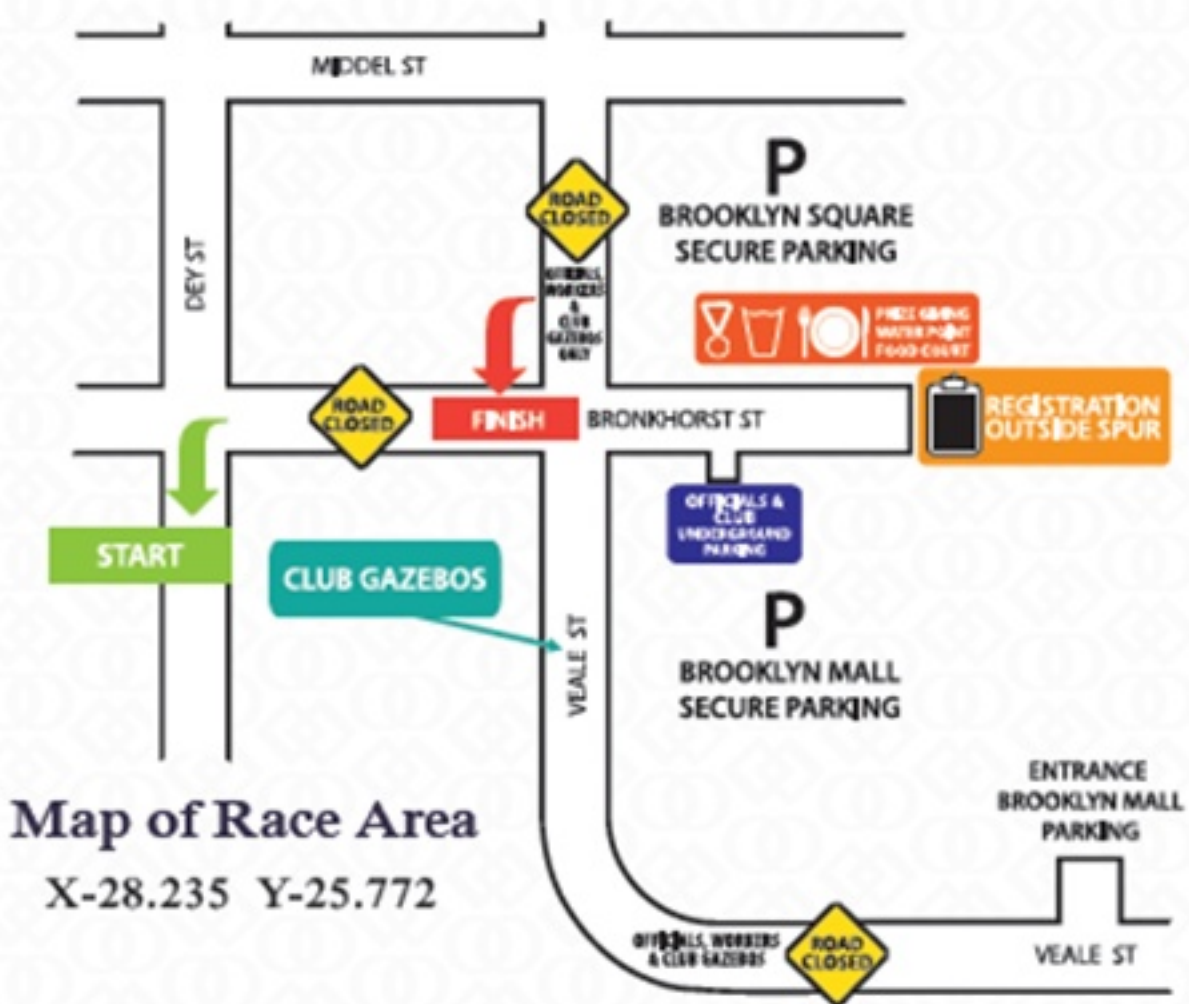 MIDDEL ST
DEY ST
ROAD
CLOSED
P
BROOKLYN SQUARE
SECURE PARKING
OFFICIALS,
WORKERS
&
CLUB
GAZEBOS
ONLY
PRIZE GIVING
WATER POINT
FOOD COURT
ROAD
CLOSED
FINISH
BRONKHORST ST
REGISTRATION
OUTSIDE SPUR
OFFICIALS &
CLUB
UNDERGROUND
PARKING
START
CLUB GAZEBOS
P
BROOKLYN MALL
SECURE PARKING
VEALE ST
ENTRANCE
BROOKLYN MALL
PARKING
Map of Race Area
X-28.235 Y-25.772
OFFICIALS, WORKERS
& CLUB GAZEBOS
ROAD
CLOSED
VEALE ST